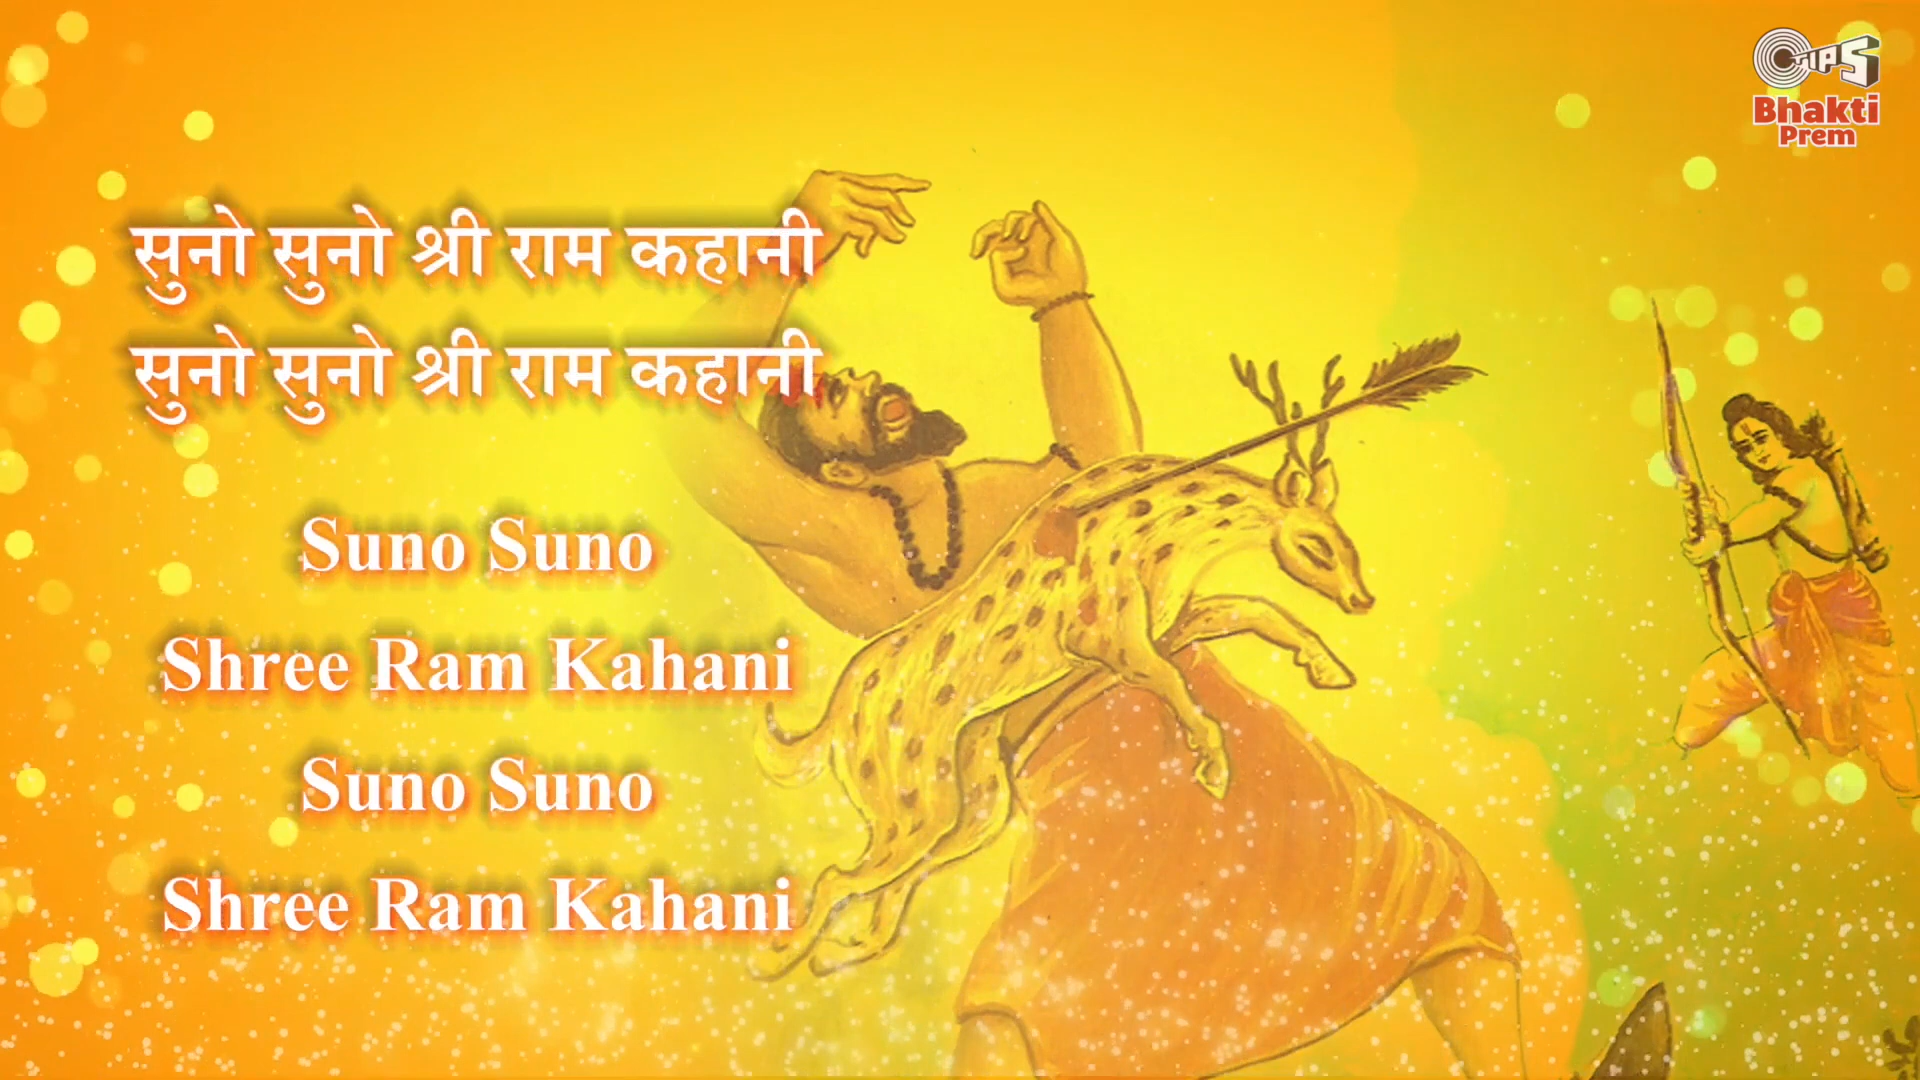 सुनो सुनो श्री राम कहानी
सुनो सुनो श्री राम कहानी
Suno Suno
Shree Ram Kahani
Suno Suno
Shree Ram Kahani
TIPS
Bhakti
Prem